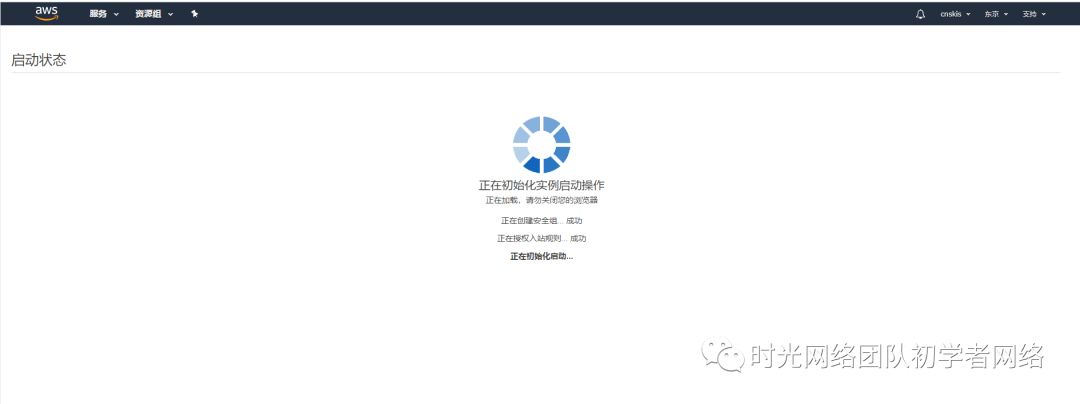 aws 服务 资源组 cnskis 东京 支持
启动状态
正在初始化实例启动操作
正在加载，请勿关闭您的浏览器
正在创建安全组... 成功
正在授权入站规则... 成功
正在初始化启动...
时光网络团队初学者网络